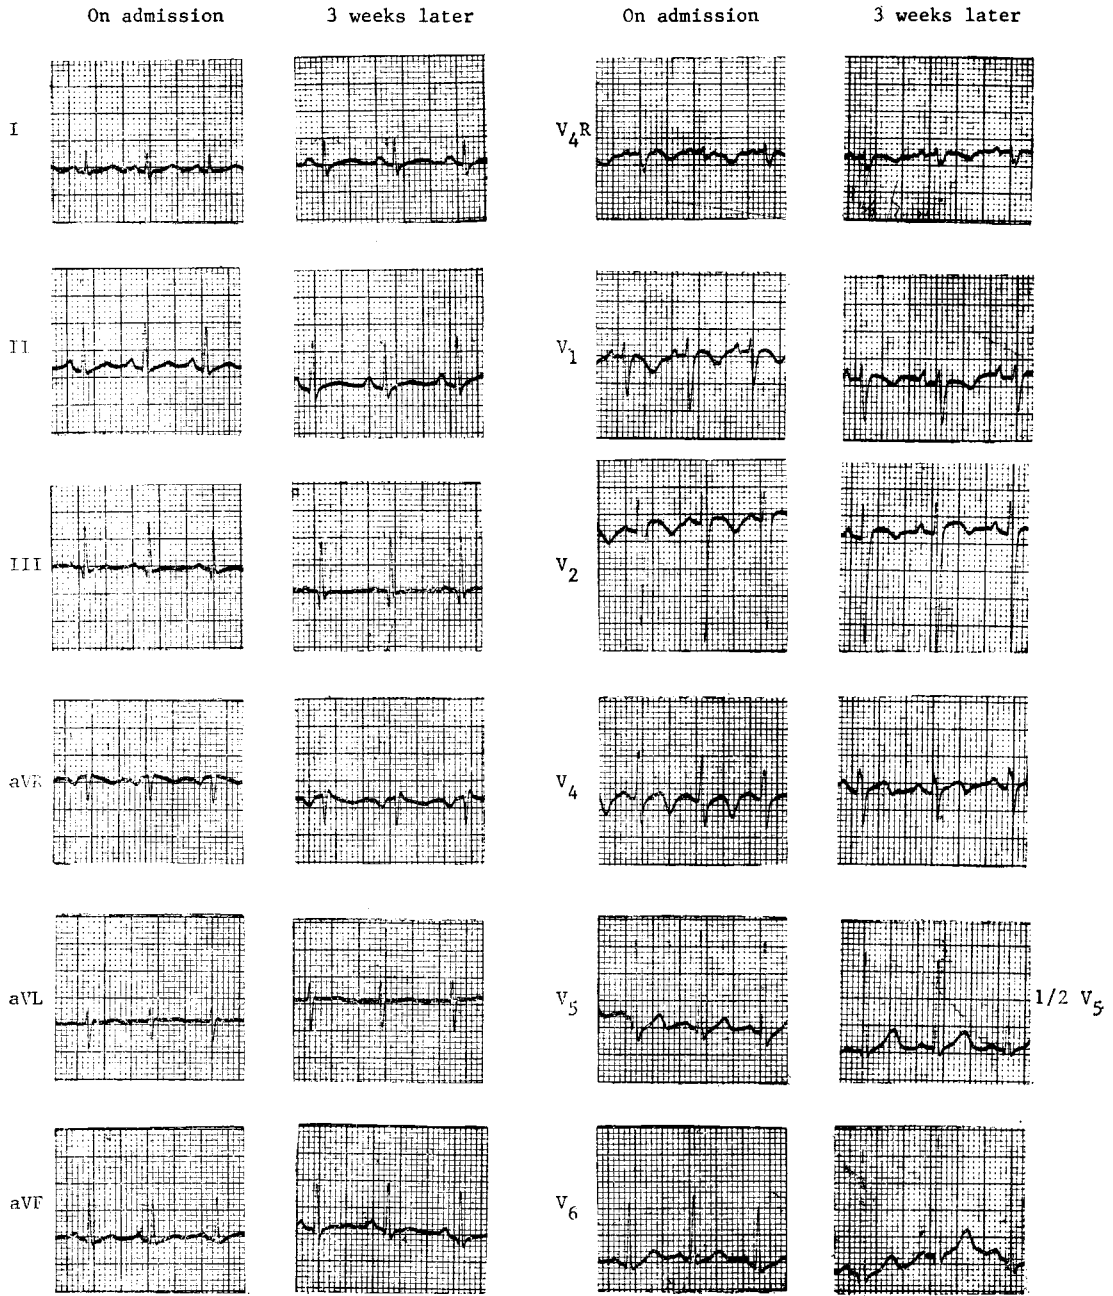 On admission 3 weeks later On admission 3 weeks later
I V4R
II V1
III V2
aVR V4
aVL V5 1/2 V5
aVF V6